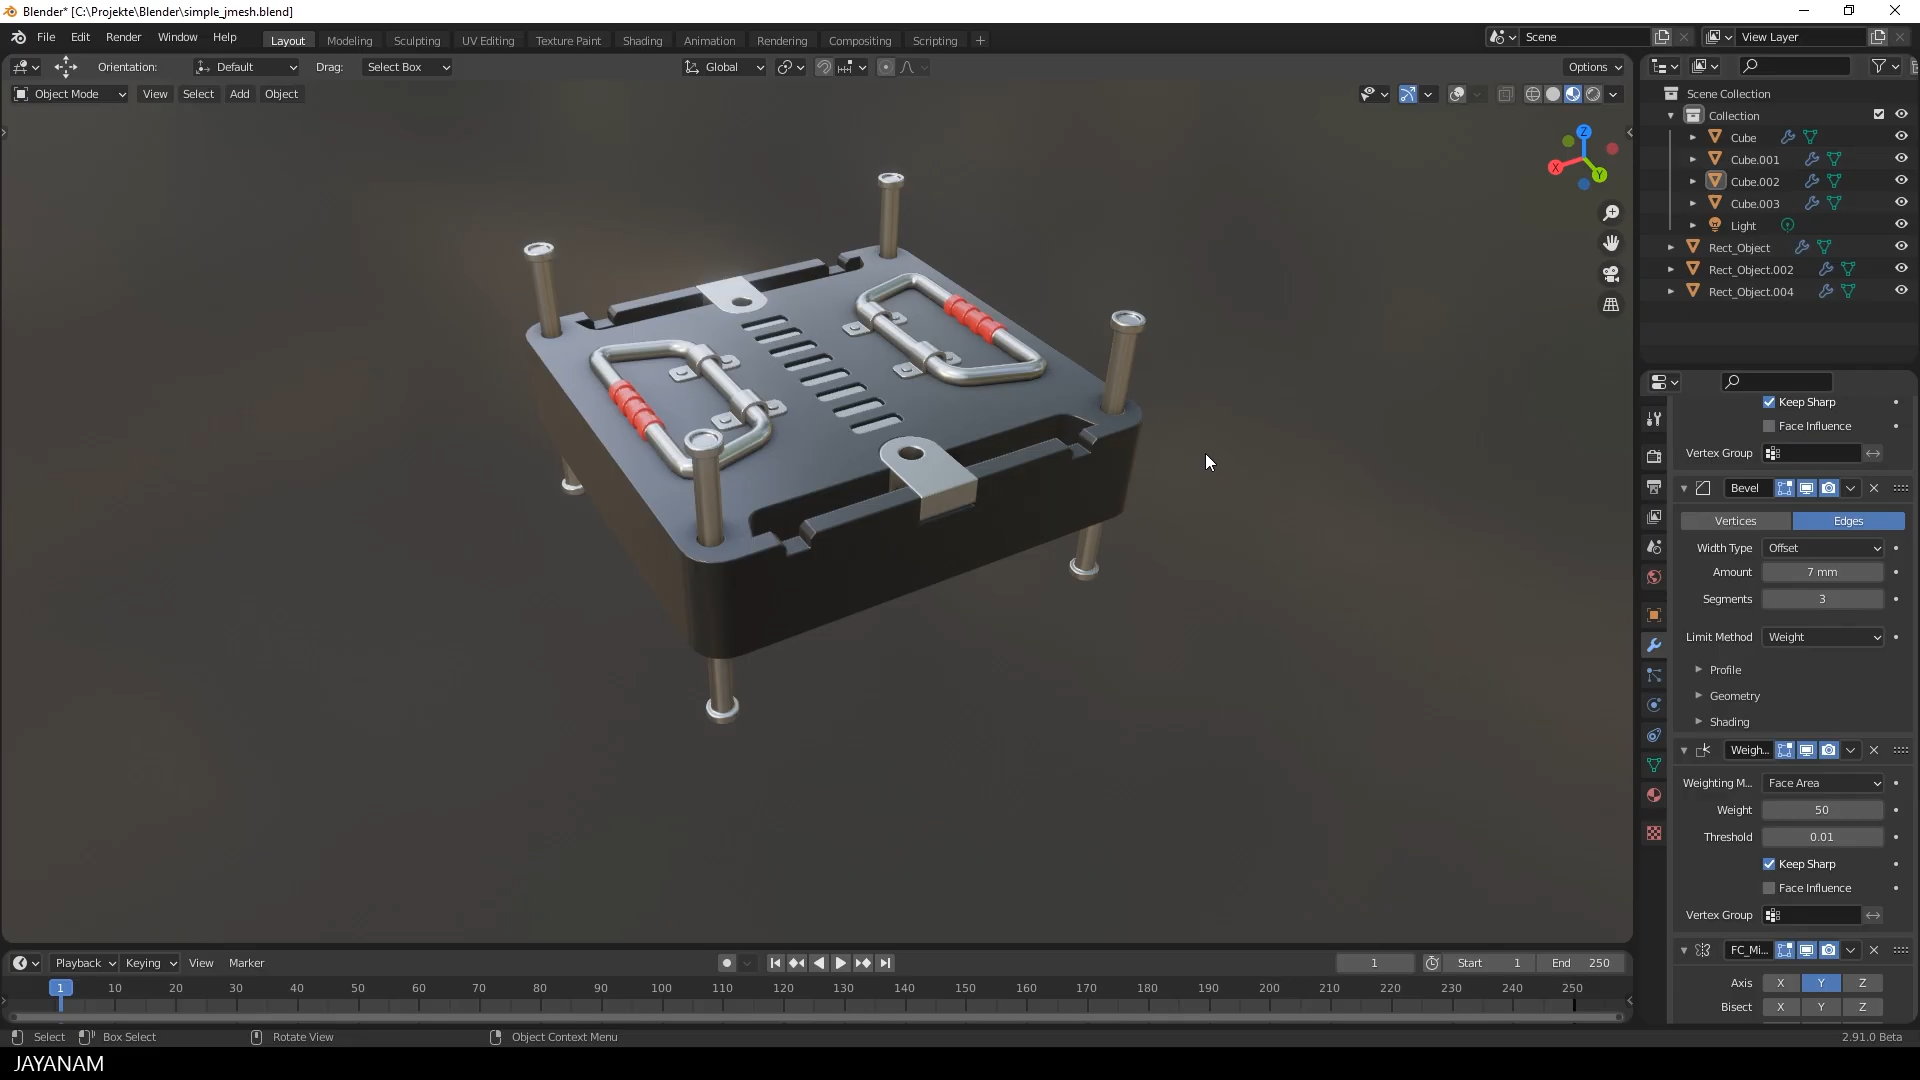 Blender* [C:\Projekte\Blender\simple_jmesh.blend]
File Edit Render Window Help Layout Modeling Sculpting UV Editing Texture Paint Shading Animation Rendering Compositing Scripting + Scene View Layer
Orientation: Default Drag: Select Box Global Options
Object Mode View Select Add Object
Z
X
Y
Scene Collection
Collection
Cube
Cube.001
Cube.002
Cube.003
Light
Rect_Object
Rect_Object.002
Rect_Object.004
Keep Sharp
Face Influence
Vertex Group
Bevel
Vertices Edges
Width Type Offset
Amount 7 mm
Segments 3
Limit Method Weight
Profile
Geometry
Shading
Weigh...
Weighting M... Face Area
Weight 50
Threshold 0.01
Keep Sharp
Face Influence
Vertex Group
FC_Mi...
Axis X Y Z
Bisect X Y Z
Playback Keying View Marker 1 Start 1 End 250
1 10 20 30 40 50 60 70 80 90 100 110 120 130 140 150 160 170 180 190 200 210 220 230 240 250
Select Box Select Rotate View Object Context Menu 2.91.0 Beta
JAYANAM